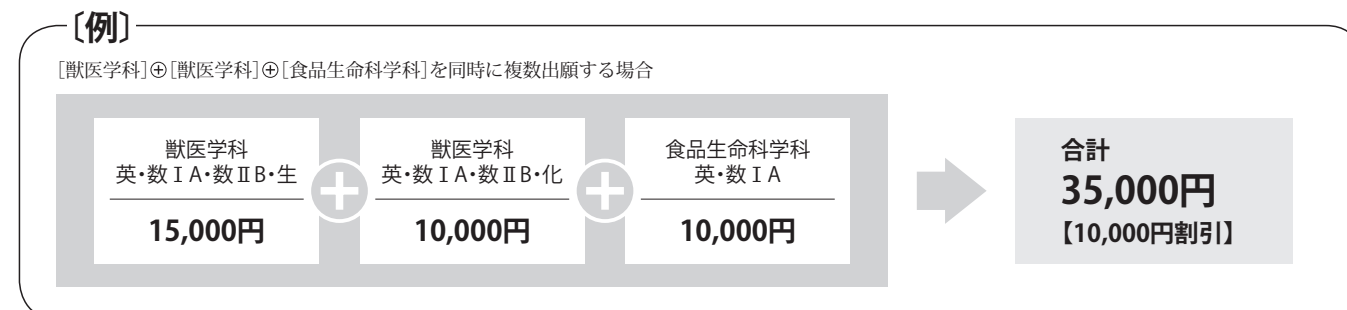 〔例〕
［獣医学科］⊕［獣医学科］⊕［食品生命科学科］を同時に複数出願する場合
獣医学科
英・数ⅠA・数ⅡB・生
15,000円
+
獣医学科
英・数ⅠA・数ⅡB・化
10,000円
+
食品生命科学科
英・数ⅠA
10,000円
合計
35,000円
【10,000円割引】